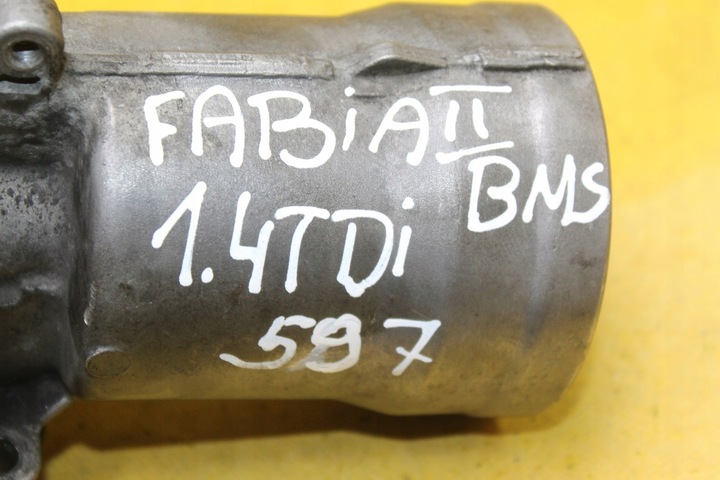 FABiA II
BMS
1.4TDi
597